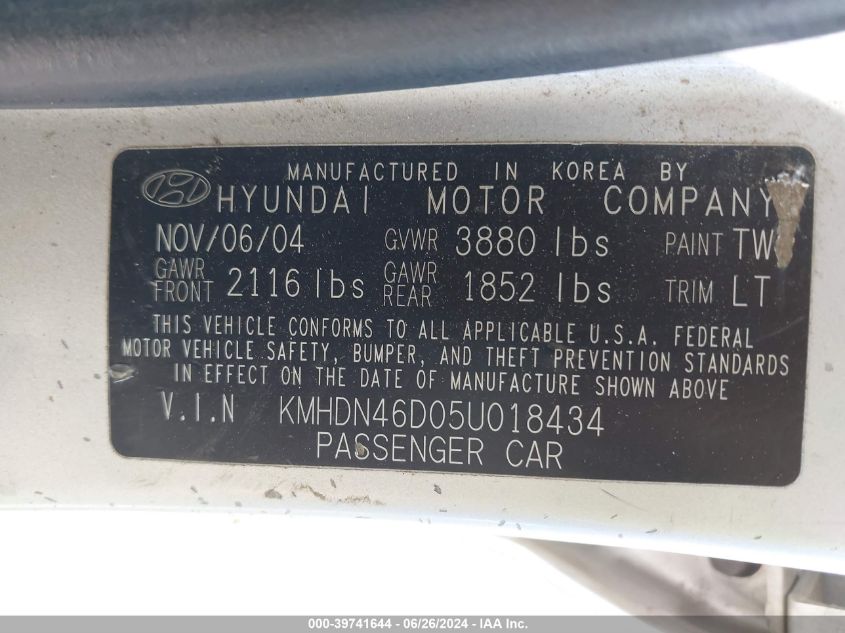 MANUFACTURED IN KOREA BY
HYUNDAI MOTOR COMPANY
NOV/06/04 GVWR 3880 lbs PAINT TW
GAWR FRONT 2116 lbs GAWR REAR 1852 lbs TRIM LT
THIS VEHICLE CONFORMS TO ALL APPLICABLE U.S.A. FEDERAL
MOTOR VEHICLE SAFETY, BUMPER, AND THEFT PREVENTION STANDARDS
IN EFFECT ON THE DATE OF MANUFACTURE SHOWN ABOVE
V.I.N KMHDN46D05U018434
PASSENGER CAR
000-39741644 - 06/26/2024 - IAA Inc.